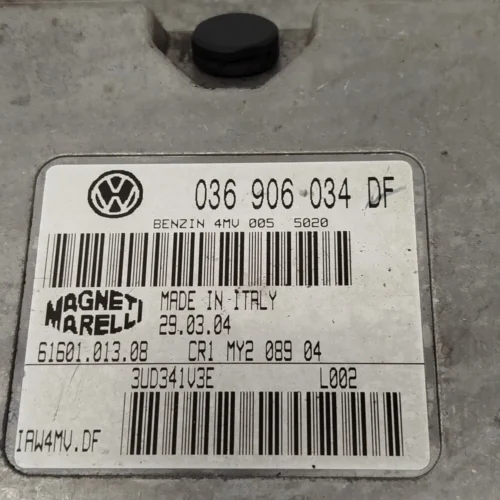 036 906 034 DF
BENZIN 4MV 005 5020
MAGNETI MARELLI
MADE IN ITALY
29.03.04
61601.013.08 CR1 MY2 089 04
3UD341V3E L002
IAW4MV.DF